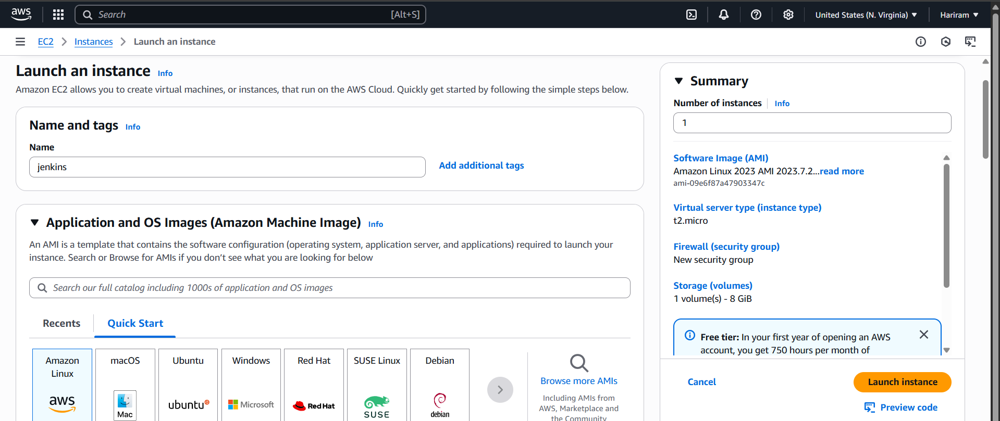 aws
Search [Alt+S]
United States (N. Virginia)
Hariram
EC2 Instances Launch an instance
Launch an instance Info
Amazon EC2 allows you to create virtual machines, or instances, that run on the AWS Cloud. Quickly get started by following the simple steps below.
Name and tags Info
Name
jenkins
Add additional tags
Application and OS Images (Amazon Machine Image) Info
An AMI is a template that contains the software configuration (operating system, application server, and applications) required to launch your
instance. Search or Browse for AMIs if you don’t see what you are looking for below
Search our full catalog including 1000s of application and OS images
Recents
Quick Start
Amazon
Linux
aws
macOS
Mac
Ubuntu
ubuntu
Windows
Microsoft
Red Hat
Red Hat
SUSE Linux
SUSE
Debian
debian
Browse more AMIs
Including AMIs from
AWS, Marketplace and
the Community
Summary
Number of instances Info
1
Software Image (AMI)
Amazon Linux 2023 AMI 2023.7.2...read more
ami-09e6f87a47903347c
Virtual server type (instance type)
t2.micro
Firewall (security group)
New security group
Storage (volumes)
1 volume(s) - 8 GiB
Free tier: In your first year of opening an AWS
account, you get 750 hours per month of
Cancel
Launch instance
Preview code